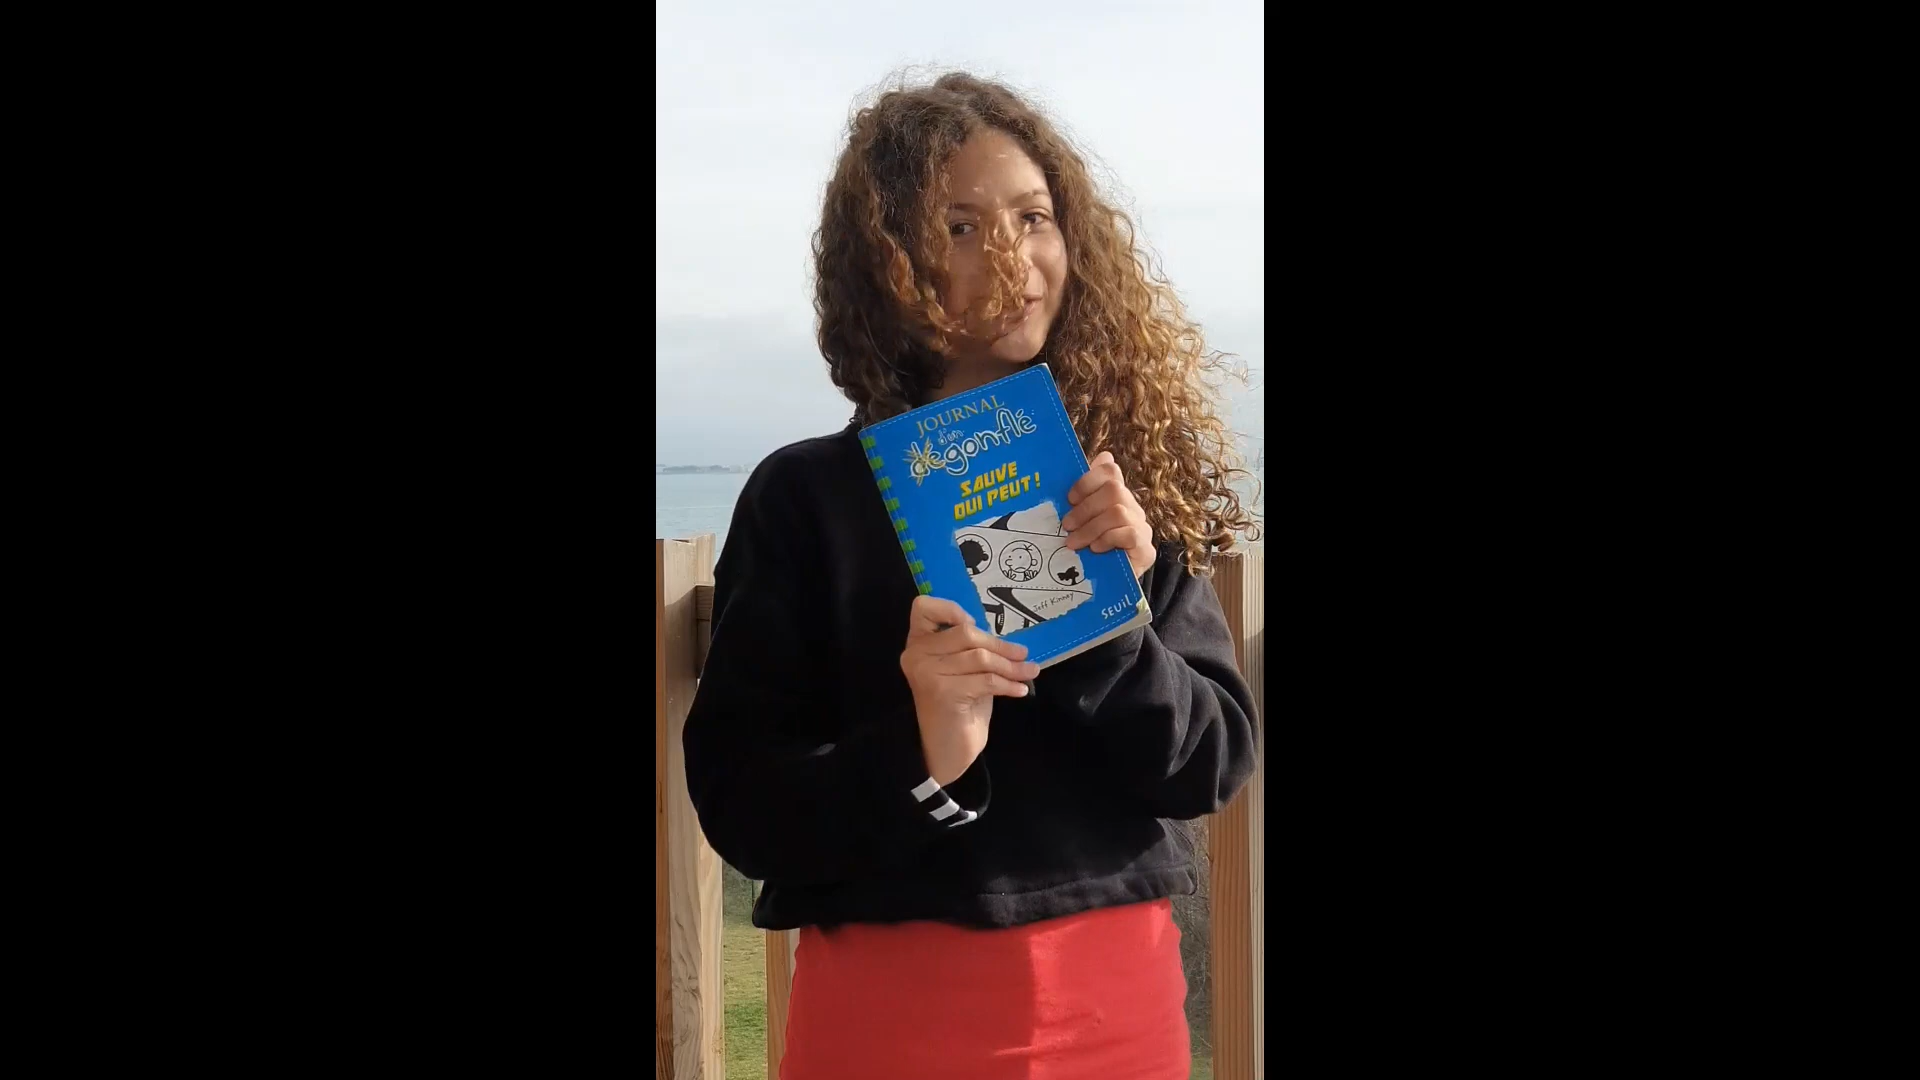 JOURNAL
d'un
dégonflé
SAUVE
QUI PEUT!
Jeff Kinney
SEUIL